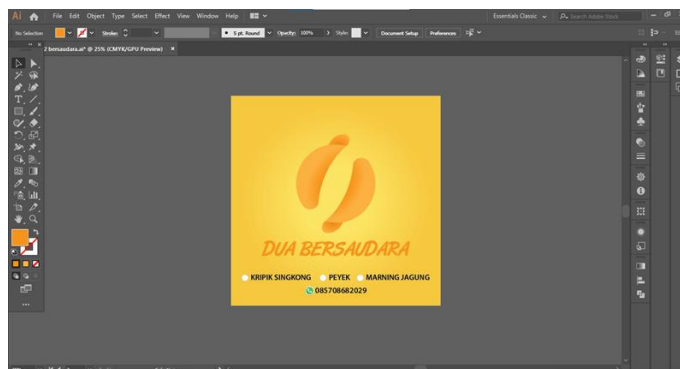 Ai File Edit Object Type Select Effect View Window Help Essentials Classic Search Adobe Stock
No Selection Stroke: 5 pt. Round Opacity: 100% Style: Document Setup Preferences
2 bersaudara.ai* @ 25% (CMYK/GPU Preview) ×
DUA BERSAUDARA
KRIPIK SINGKONG PEYEK MARNING JAGUNG
085708682029